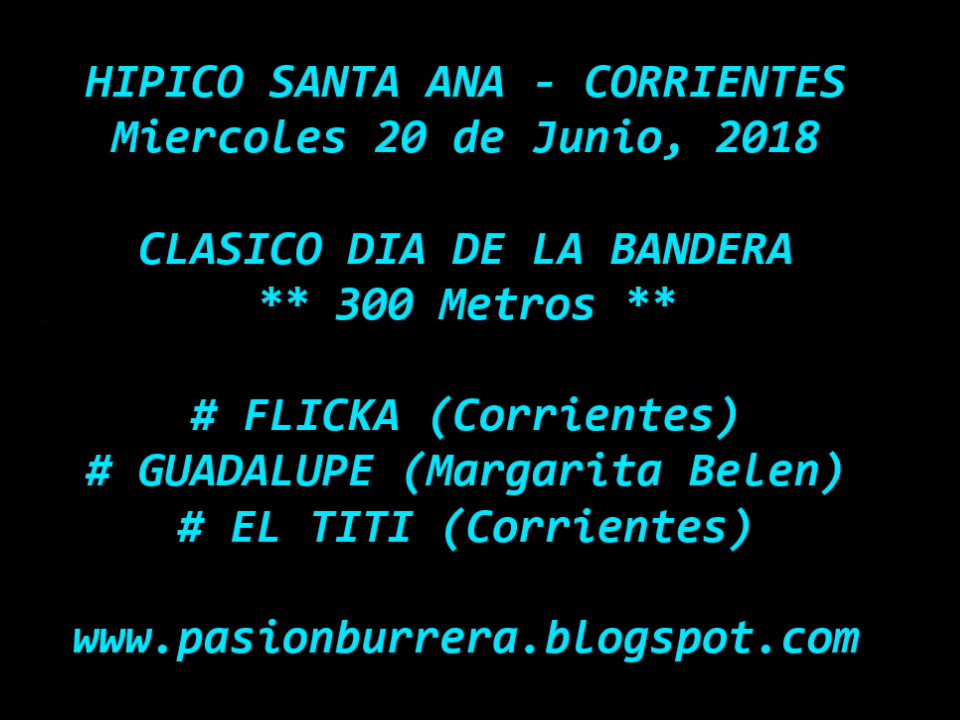 HIPICO SANTA ANA - CORRIENTES
Miercoles 20 de Junio, 2018
CLASICO DIA DE LA BANDERA
** 300 Metros **
# FLICKA (Corrientes)
# GUADALUPE (Margarita Belen)
# EL TITI (Corrientes)
www.pasionburrera.blogspot.com